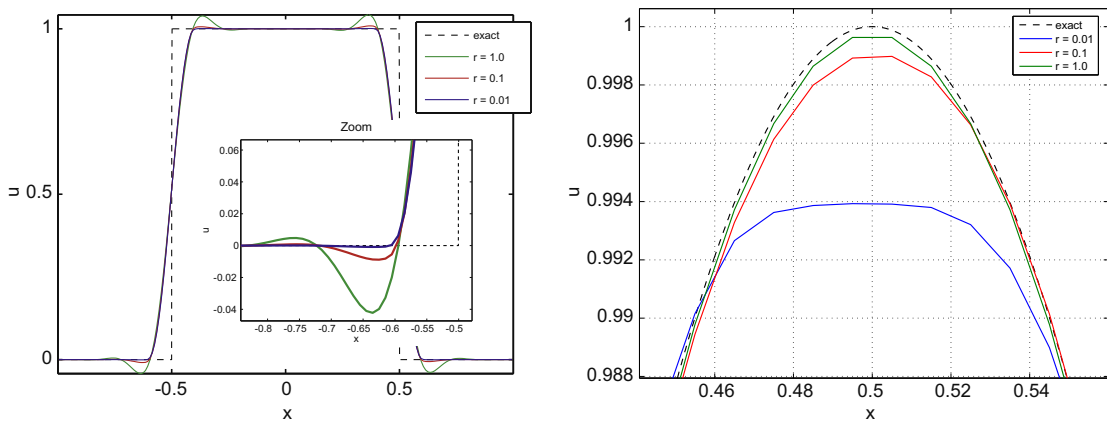 1
0.5
0
u
-0.5
0
0.5
x
exact
r = 1.0
r = 0.1
r = 0.01
Zoom
0.06
0.04
0.02
0
-0.02
-0.04
u
-0.8
-0.75
-0.7
-0.65
-0.6
-0.55
-0.5
x
1
0.998
0.996
0.994
0.992
0.99
0.988
u
0.46
0.48
0.5
0.52
0.54
x
exact
r = 0.01
r = 0.1
r = 1.0